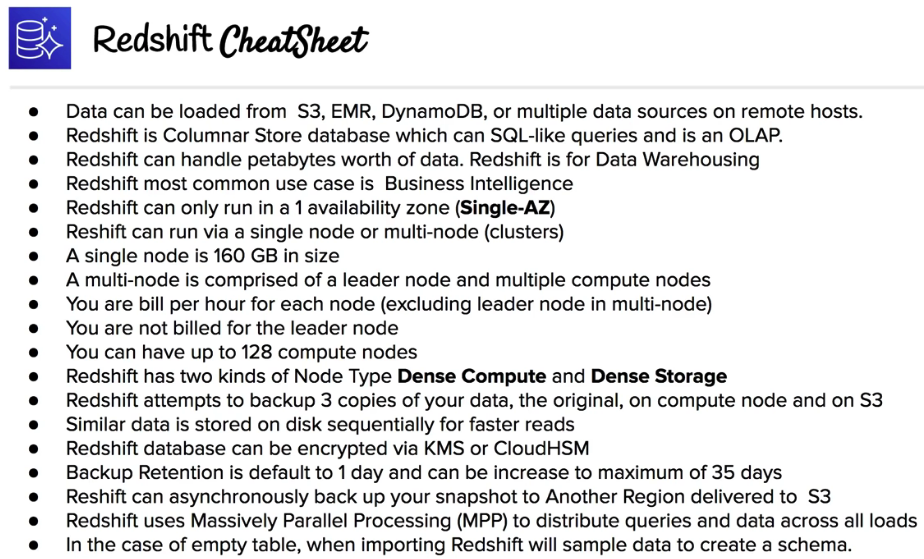 Redshift CheatSheet
● Data can be loaded from S3, EMR, DynamoDB, or multiple data sources on remote hosts.
● Redshift is Columnar Store database which can SQL-like queries and is an OLAP.
● Redshift can handle petabytes worth of data. Redshift is for Data Warehousing
● Redshift most common use case is Business Intelligence
● Redshift can only run in a 1 availability zone (Single-AZ)
● Reshift can run via a single node or multi-node (clusters)
● A single node is 160 GB in size
● A multi-node is comprised of a leader node and multiple compute nodes
● You are bill per hour for each node (excluding leader node in multi-node)
● You are not billed for the leader node
● You can have up to 128 compute nodes
● Redshift has two kinds of Node Type Dense Compute and Dense Storage
● Redshift attempts to backup 3 copies of your data, the original, on compute node and on S3
● Similar data is stored on disk sequentially for faster reads
● Redshift database can be encrypted via KMS or CloudHSM
● Backup Retention is default to 1 day and can be increase to maximum of 35 days
● Reshift can asynchronously back up your snapshot to Another Region delivered to S3
● Redshift uses Massively Parallel Processing (MPP) to distribute queries and data across all loads
● In the case of empty table, when importing Redshift will sample data to create a schema.